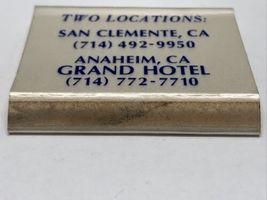 TWO LOCATIONS:
SAN CLEMENTE, CA
(714) 492-9950
ANAHEIM, CA
GRAND HOTEL
(714) 772-7710